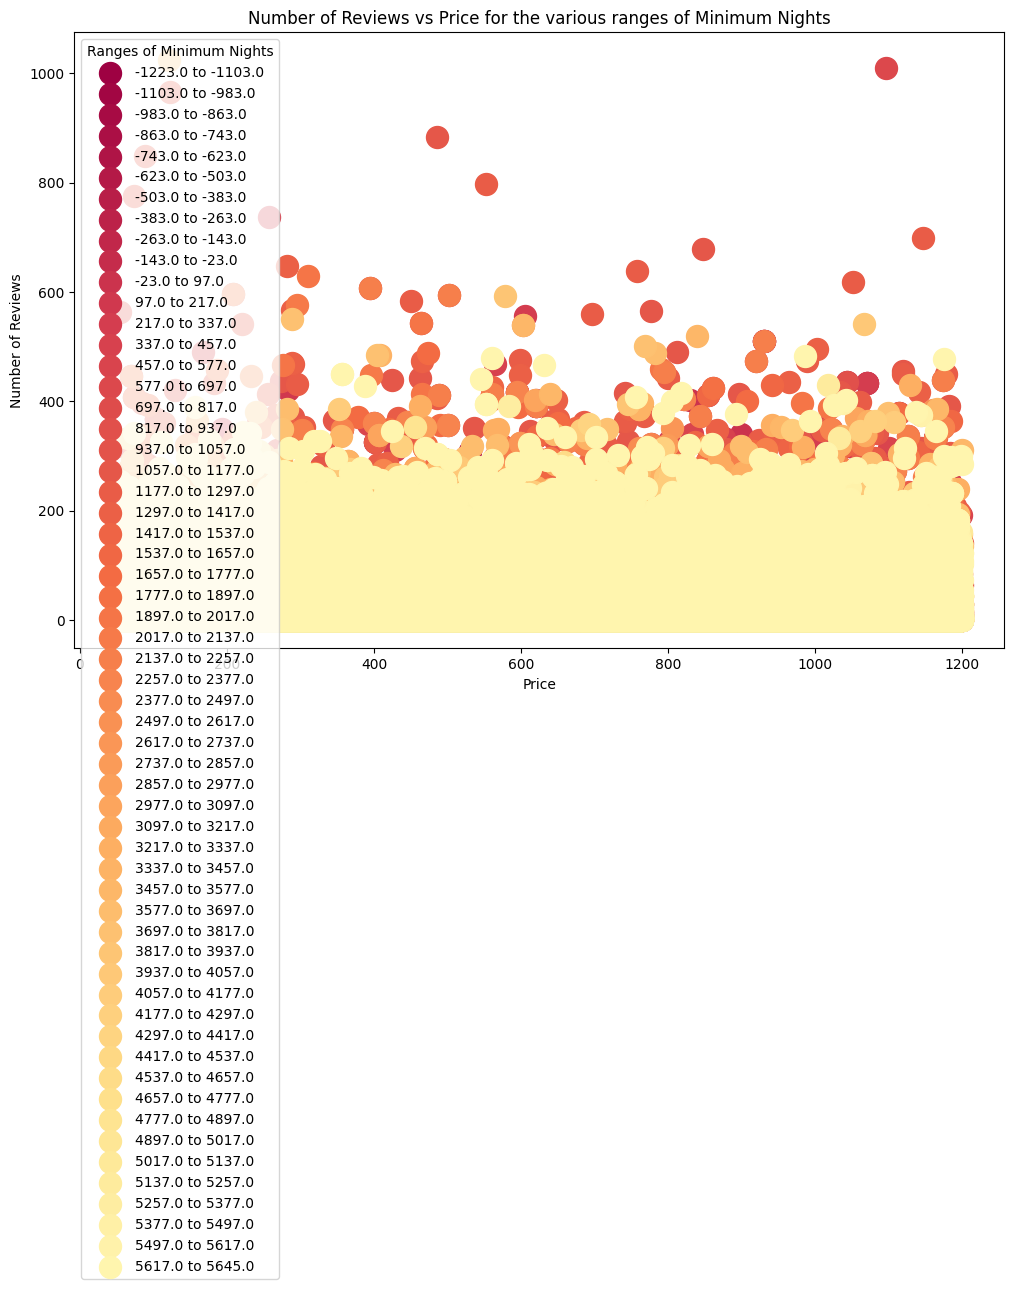 Number of Reviews vs Price for the various ranges of Minimum Nights
Ranges of Minimum Nights
-1223.0 to -1103.0
-1103.0 to -983.0
-983.0 to -863.0
-863.0 to -743.0
-743.0 to -623.0
-623.0 to -503.0
-503.0 to -383.0
-383.0 to -263.0
-263.0 to -143.0
-143.0 to -23.0
-23.0 to 97.0
97.0 to 217.0
217.0 to 337.0
337.0 to 457.0
457.0 to 577.0
577.0 to 697.0
697.0 to 817.0
817.0 to 937.0
937.0 to 1057.0
1057.0 to 1177.0
1177.0 to 1297.0
1297.0 to 1417.0
1417.0 to 1537.0
1537.0 to 1657.0
1657.0 to 1777.0
1777.0 to 1897.0
1897.0 to 2017.0
2017.0 to 2137.0
2137.0 to 2257.0
2257.0 to 2377.0
2377.0 to 2497.0
2497.0 to 2617.0
2617.0 to 2737.0
2737.0 to 2857.0
2857.0 to 2977.0
2977.0 to 3097.0
3097.0 to 3217.0
3217.0 to 3337.0
3337.0 to 3457.0
3457.0 to 3577.0
3577.0 to 3697.0
3697.0 to 3817.0
3817.0 to 3937.0
3937.0 to 4057.0
4057.0 to 4177.0
4177.0 to 4297.0
4297.0 to 4417.0
4417.0 to 4537.0
4537.0 to 4657.0
4657.0 to 4777.0
4777.0 to 4897.0
4897.0 to 5017.0
5017.0 to 5137.0
5137.0 to 5257.0
5257.0 to 5377.0
5377.0 to 5497.0
5497.0 to 5617.0
5617.0 to 5645.0
Number of Reviews
1000
800
600
400
200
0
0 200 400 600 800 1000 1200
Price